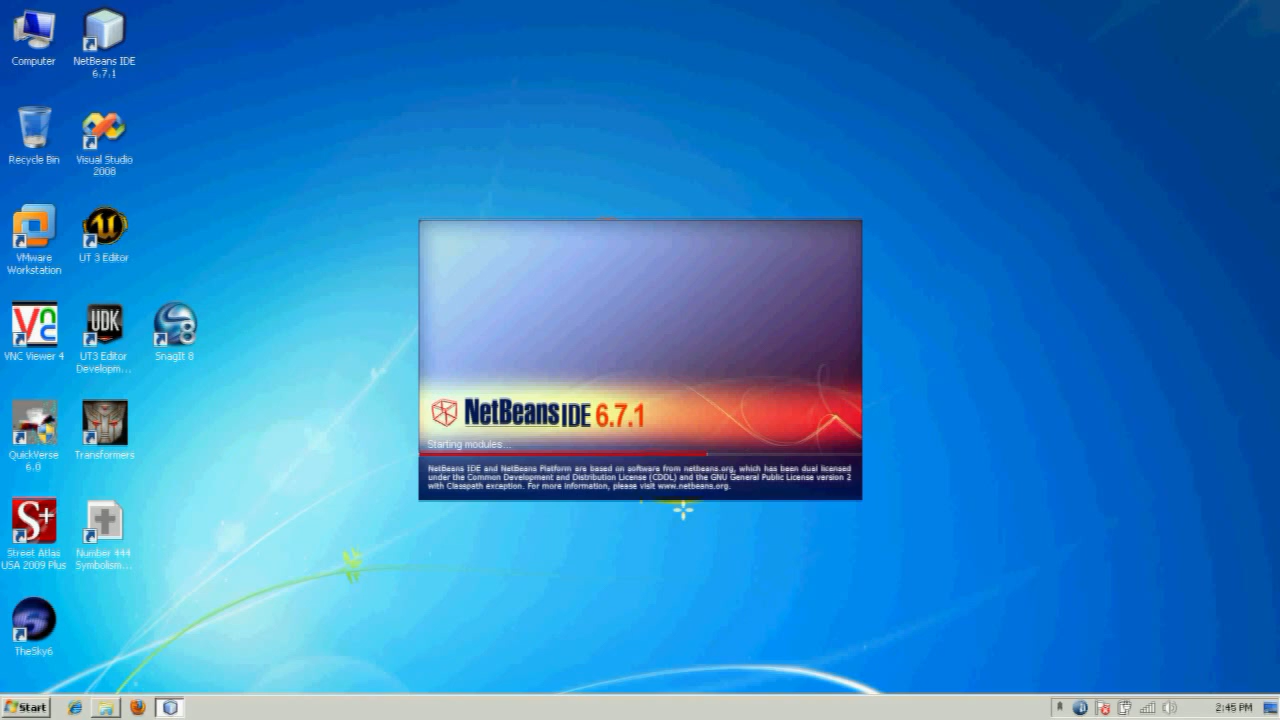 Computer
NetBeans IDE
6.7.1
Recycle Bin
Visual Studio
2008
VMware
Workstation
UT 3 Editor
VNC Viewer 4
UT3 Editor
Developm...
SnagIt 8
QuickVerse
6.0
Transformers
Street Atlas
USA 2009 Plus
Number 444
Symbolism...
TheSky6
NetBeans IDE 6.7.1
Starting modules...
NetBeans IDE and NetBeans Platform are based on software from netbeans.org, which has been dual licensed
under the Common Development and Distribution License (CDDL) and the GNU General Public License version 2
with Classpath exception. For more information, please visit www.netbeans.org.
UDK
Start
2:45 PM